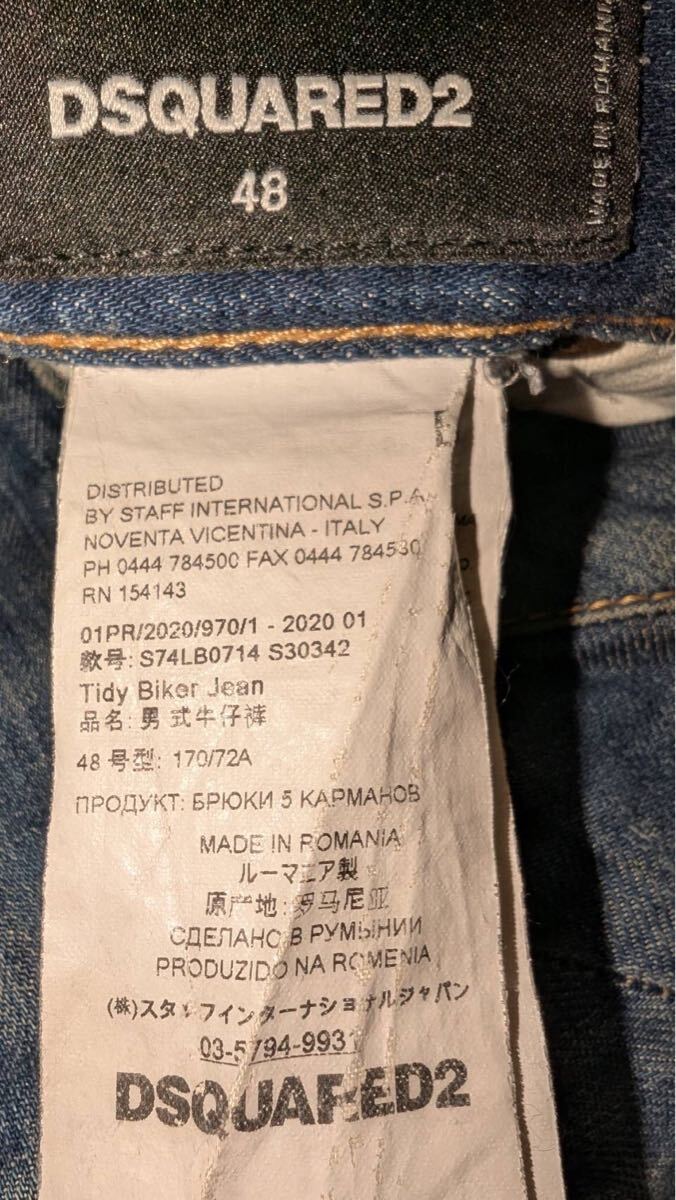 DSQUARED2
48
MADE IN ROMANIA
DISTRIBUTED
BY STAFF INTERNATIONAL S.P.A
NOVENTA VICENTINA - ITALY
PH 0444 784500 FAX 0444 784530
RN 154143
01PR/2020/970/1 - 2020 01
款号: S74LB0714 S30342
Tidy Biker Jean
品名: 男式牛仔裤
48 号型: 170/72A
ПРОДУКТ: БРЮКИ 5 КАРМАНОВ
MADE IN ROMANIA
ルーマニア製
原产地: 罗马尼亚
СДЕЛАНО В РУМЫНИИ
PRODUZIDO NA ROMENIA
(株)スタッフインターナショナルジャパン
03-5794-9931
DSQUARED2